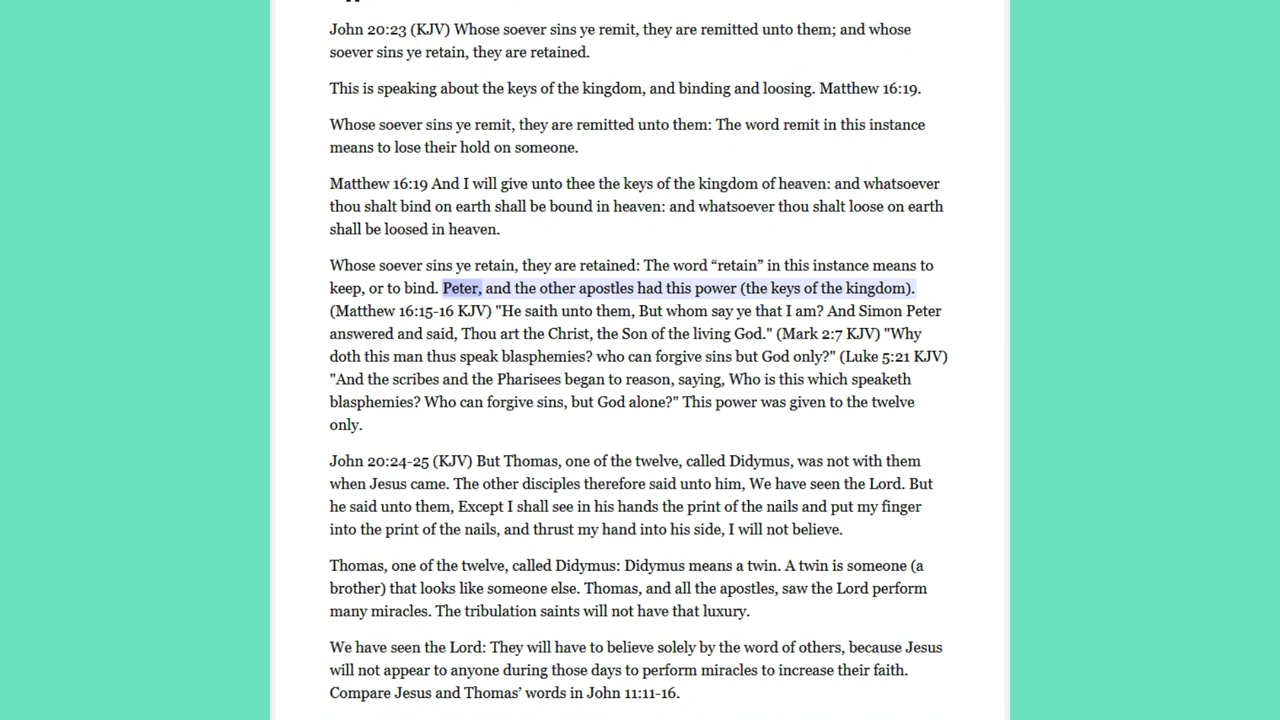 John 20:23 (KJV) Whose soever sins ye remit, they are remitted unto them; and whose
soever sins ye retain, they are retained.
This is speaking about the keys of the kingdom, and binding and loosing. Matthew 16:19.
Whose soever sins ye remit, they are remitted unto them: The word remit in this instance
means to lose their hold on someone.
Matthew 16:19 And I will give unto thee the keys of the kingdom of heaven: and whatsoever
thou shalt bind on earth shall be bound in heaven: and whatsoever thou shalt loose on earth
shall be loosed in heaven.
Whose soever sins ye retain, they are retained: The word “retain” in this instance means to
keep, or to bind. Peter, and the other apostles had this power (the keys of the kingdom).
(Matthew 16:15-16 KJV) "He saith unto them, But whom say ye that I am? And Simon Peter
answered and said, Thou art the Christ, the Son of the living God." (Mark 2:7 KJV) "Why
doth this man thus speak blasphemies? who can forgive sins but God only?" (Luke 5:21 KJV)
"And the scribes and the Pharisees began to reason, saying, Who is this which speaketh
blasphemies? Who can forgive sins, but God alone?" This power was given to the twelve
only.
John 20:24-25 (KJV) But Thomas, one of the twelve, called Didymus, was not with them
when Jesus came. The other disciples therefore said unto him, We have seen the Lord. But
he said unto them, Except I shall see in his hands the print of the nails and put my finger
into the print of the nails, and thrust my hand into his side, I will not believe.
Thomas, one of the twelve, called Didymus: Didymus means a twin. A twin is someone (a
brother) that looks like someone else. Thomas, and all the apostles, saw the Lord perform
many miracles. The tribulation saints will not have that luxury.
We have seen the Lord: They will have to believe solely by the word of others, because Jesus
will not appear to anyone during those days to perform miracles to increase their faith.
Compare Jesus and Thomas’ words in John 11:11-16.